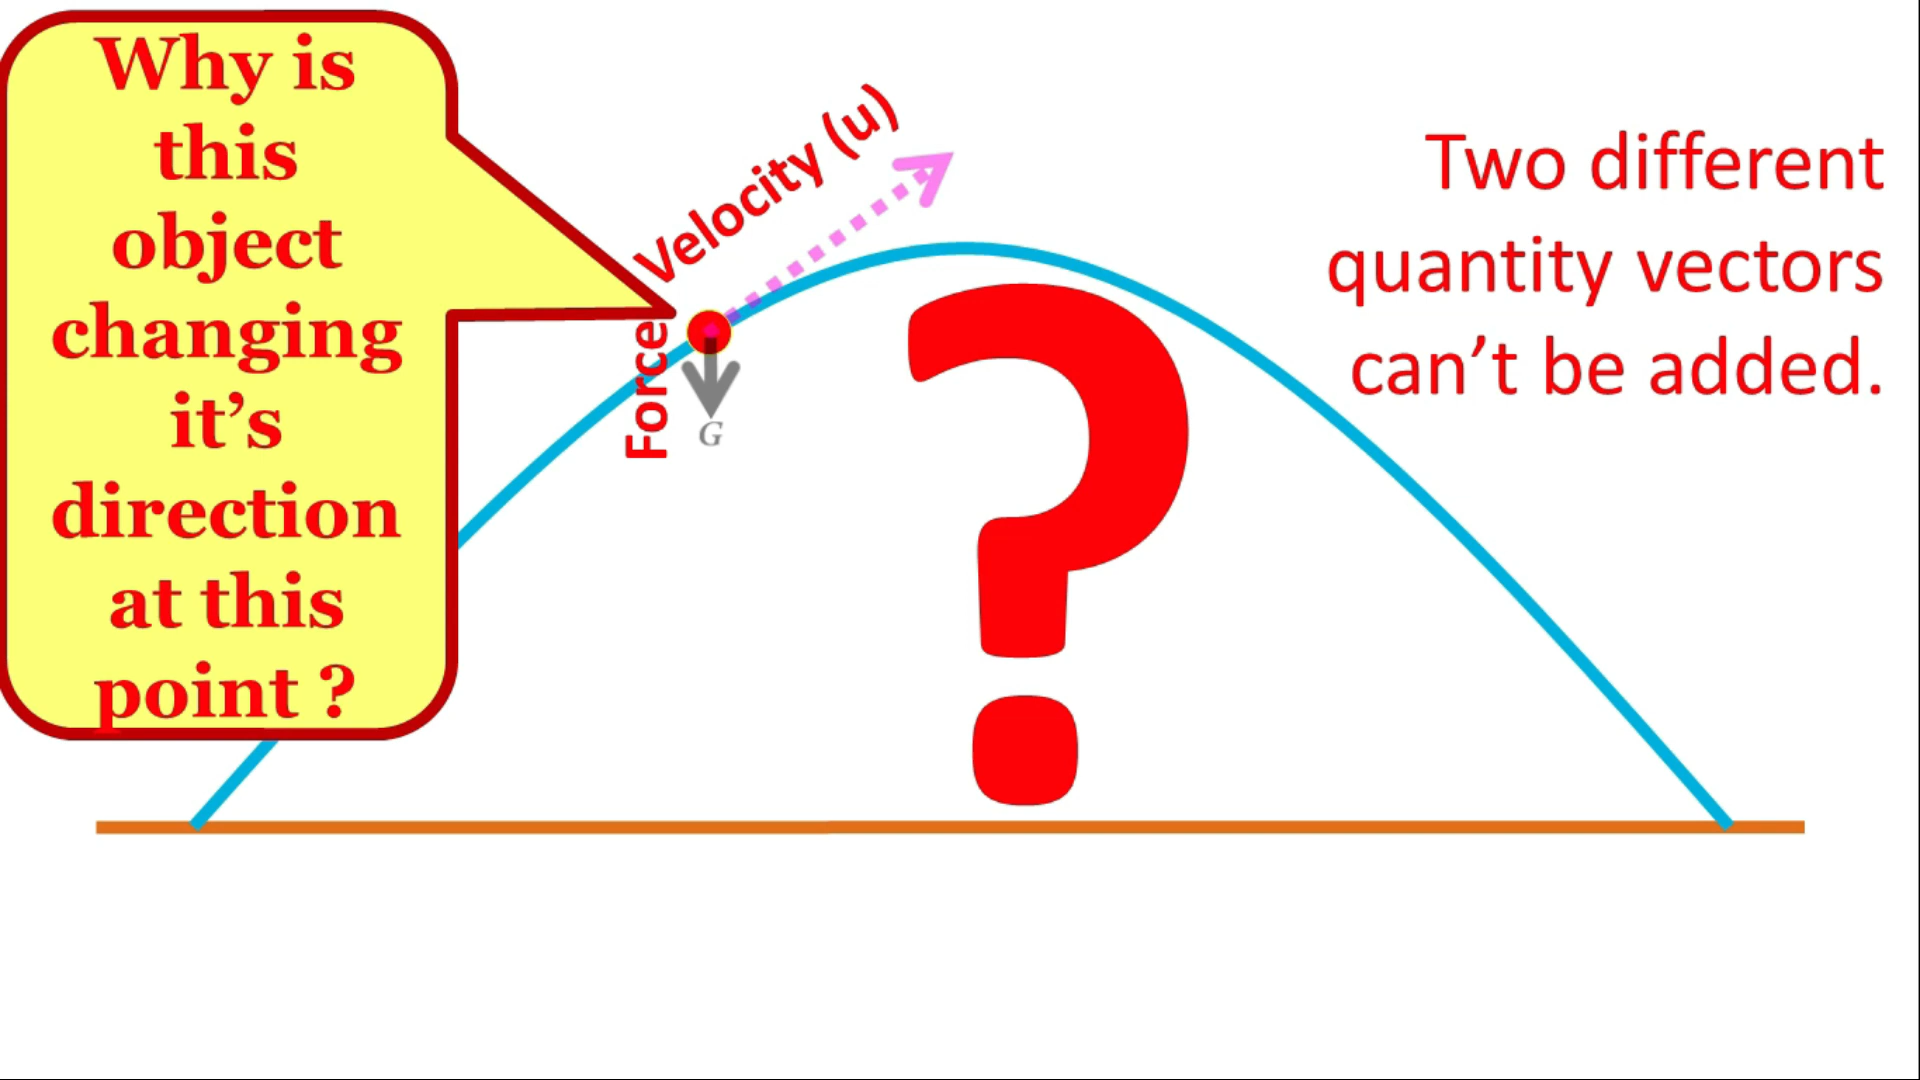 Why is
this
object
changing
it’s
direction
at this
point ?
Velocity (u)
Force
G
Two different
quantity vectors
can’t be added.
?